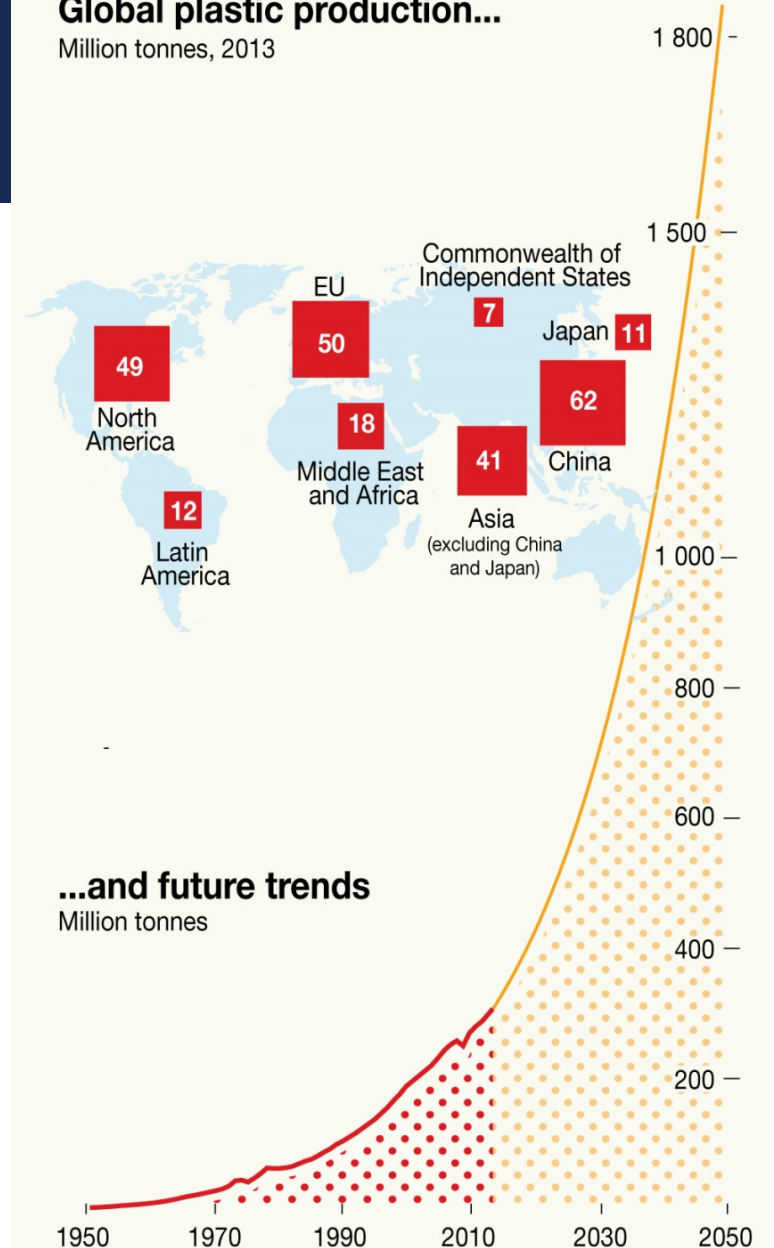 Global plastic production...
Million tonnes, 2013
1 800
1 500
Commonwealth of
Independent States
7
EU
50
Japan 11
49
North
America
62
China
18
Middle East
and Africa
41
Asia
(excluding China
and Japan)
12
Latin
America
1 000
800
-
600
...and future trends
Million tonnes
400
200
1950 1970 1990 2010 2030 2050